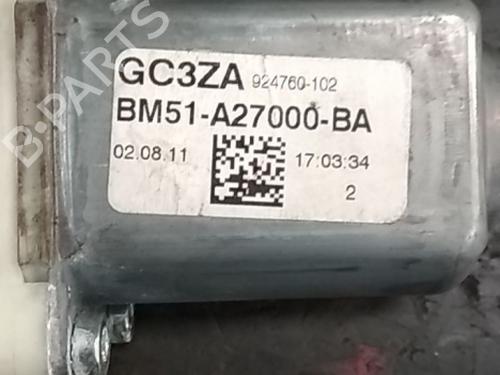 GC3ZA 924760-102
BM51-A27000-BA
02.08.11 17:03:34
2
B-PARTS